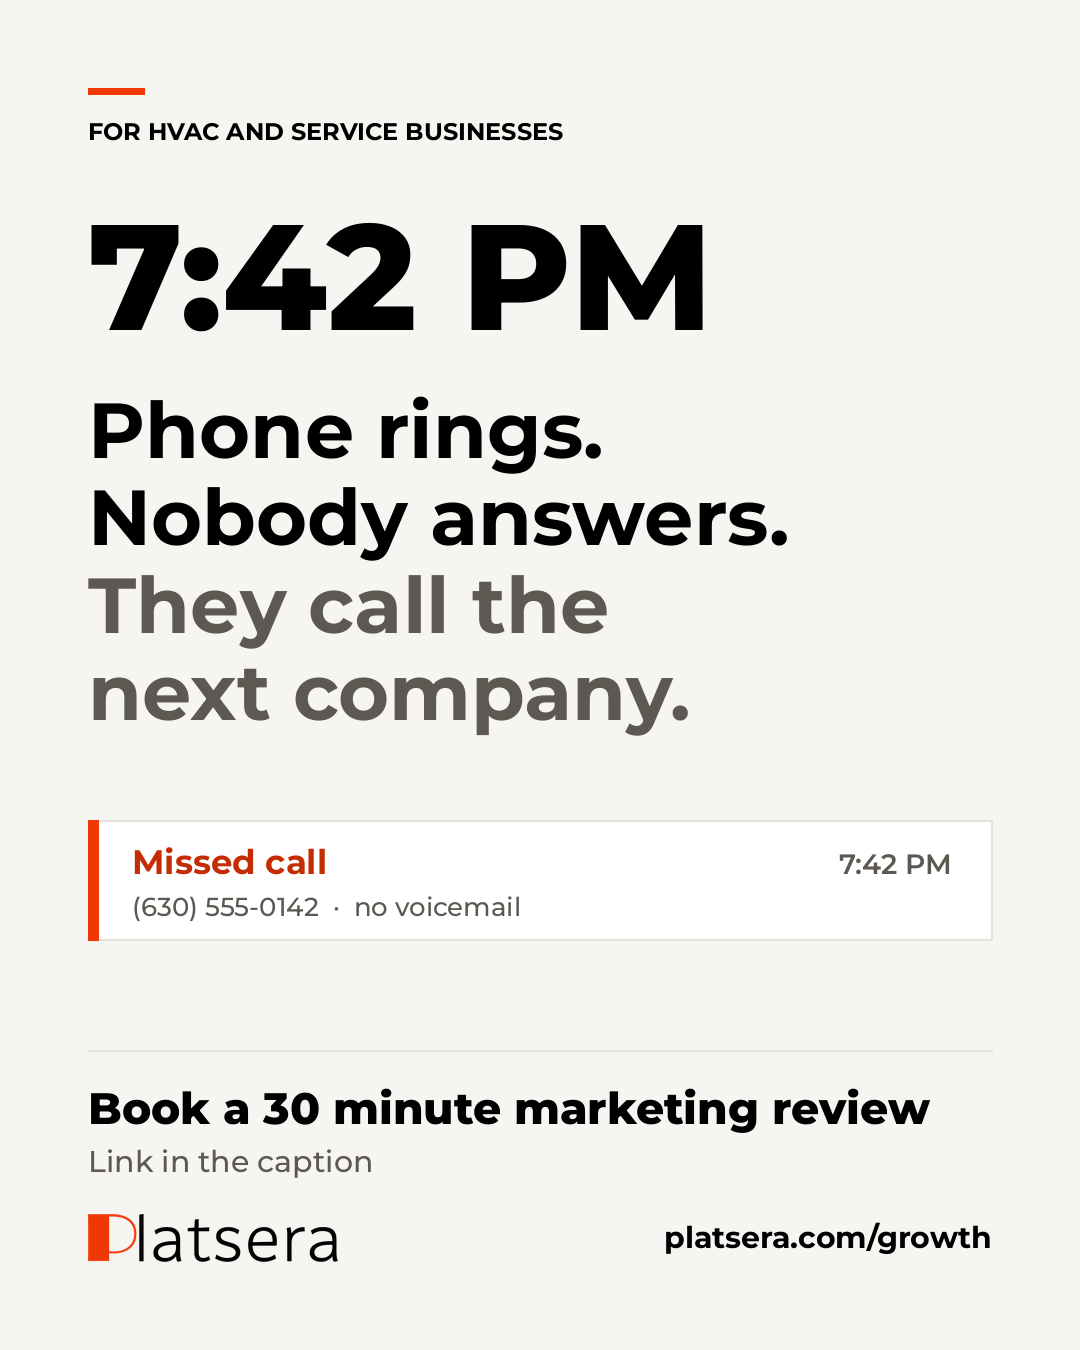 FOR HVAC AND SERVICE BUSINESSES
7:42 PM
Phone rings.
Nobody answers.
They call the
next company.
Missed call
7:42 PM
(630) 555-0142 · no voicemail
Book a 30 minute marketing review
Link in the caption
Platsera
platsera.com/growth